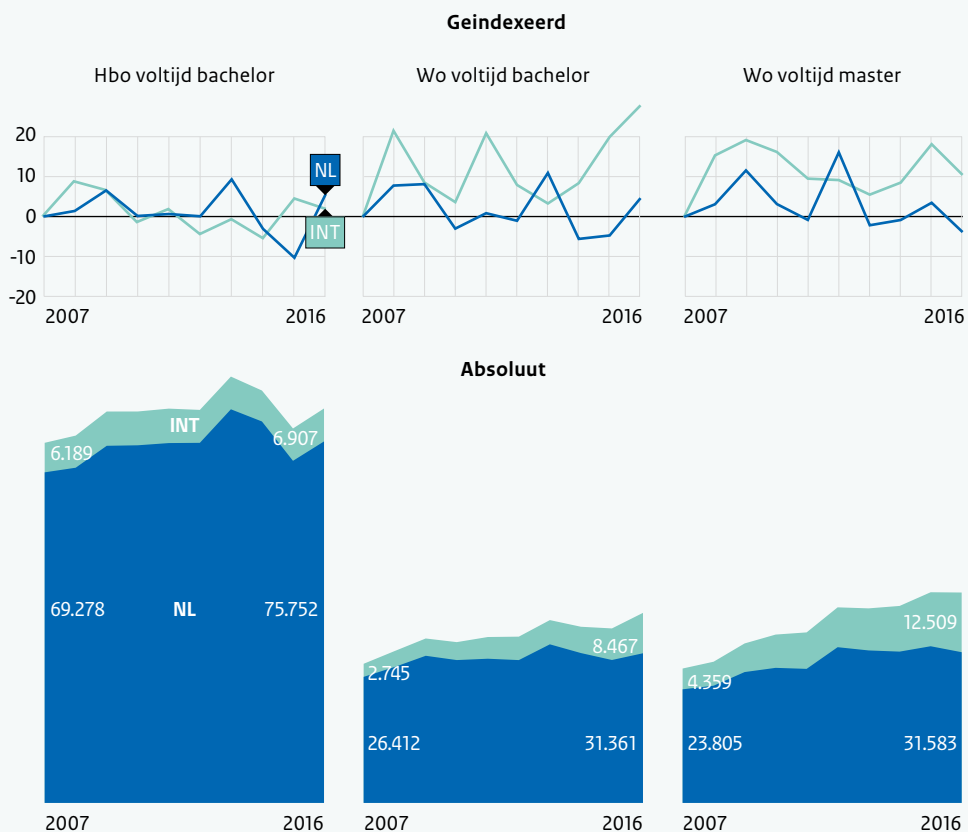 Geindexeerd
Hbo voltijd bachelor
Wo voltijd bachelor
Wo voltijd master
20
10
0
-10
-20
NL
INT
2007 2016
2007 2016
2007 2016
Absoluut
INT
6.189 6.907
69.278 NL 75.752
2007 2016
8.467
2.745
26.412 31.361
2007 2016
12.509
4.359
23.805 31.583
2007 2016